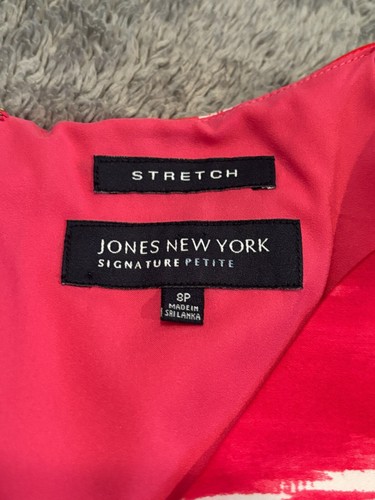 STRETCH
JONES NEW YORK
SIGNATURE PETITE
8P
MADE IN
SRI LANKA